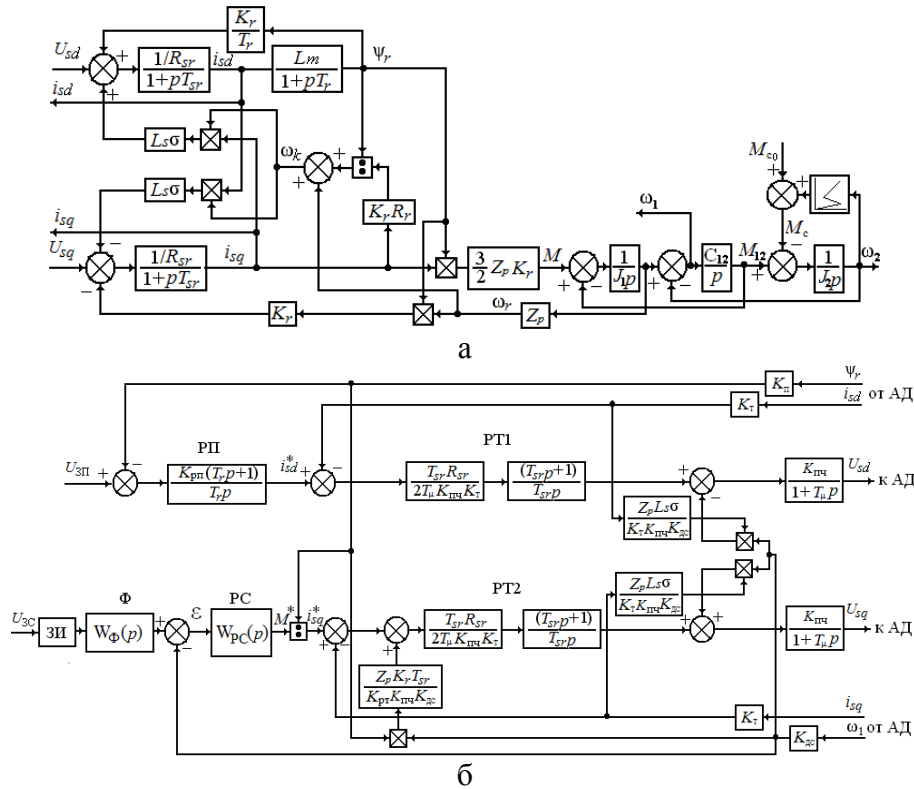 K_r
T_r
ψ_r
U_sd
+
1/R_sr
1+pT_sr
i_sd
Lm
1+pT_r
+
i_sd
Lsσ
ω_k
+
+
M_c0
+
+
Lsσ
K_r R_r
ω_1
M_c
i_sq
U_sq
−
−
1/R_sr
1+pT_sr
i_sq
3
2
Z_p K_r
M
+
−
1
J_1p
+
−
C_12
p
M_12
+
−
1
J_2p
ω_2
K_r
ω_r
Z_p
а
ψ_r
K_п
i_sd
от АД
K_т
РП
i_sd^*
РТ1
U_ЗП
+
−
K_рп(T_r p+1)
T_r p
+
−
T_sr R_sr
2T_μ K_пч K_т
(T_sr p+1)
T_sr p
+
−
K_пч
1+T_μ p
U_sd
к АД
Z_p Lsσ
K_т K_пч K_дс
Ф
ε
РС
M^*
i_sq^*
РТ2
Z_p Lsσ
K_т K_пч K_дс
U_ЗС
ЗИ
W_Ф(p)
+
−
W_РС(p)
+
−
+
T_sr R_sr
2T_μ K_пч K_т
(T_sr p+1)
T_sr p
+
+
K_пч
1+T_μ p
U_sq
к АД
+
Z_p K_r T_sr
K_рт K_пч K_дс
i_sq
K_т
ω_1 от АД
K_дс
б